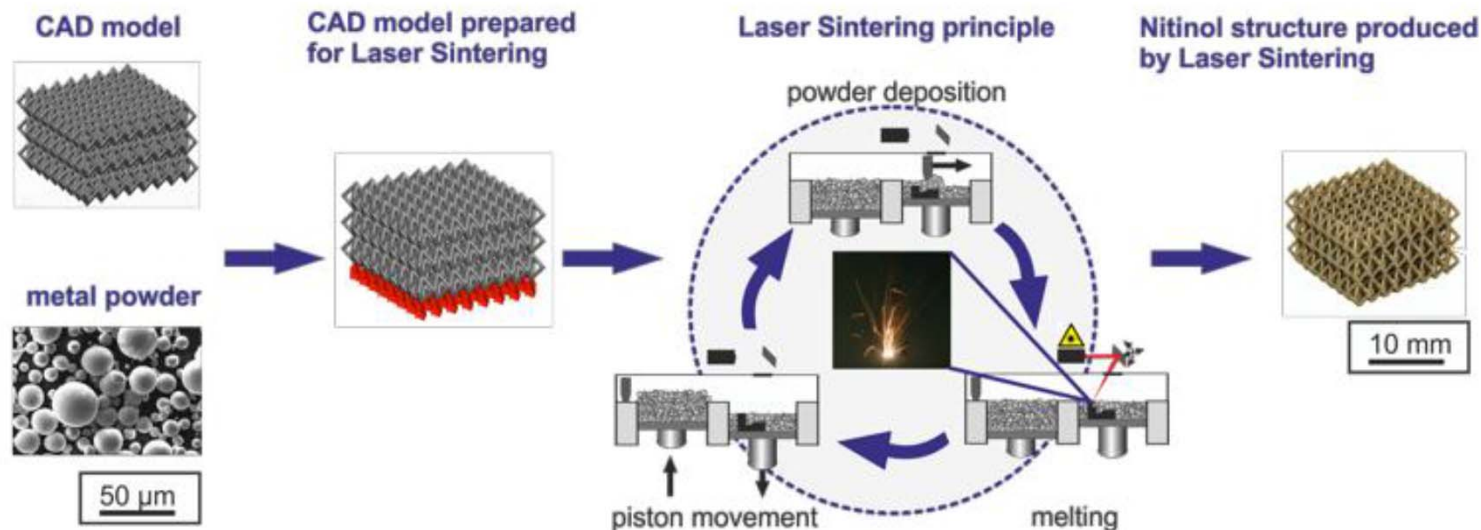 CAD model
CAD model prepared
for Laser Sintering
Laser Sintering principle
Nitinol structure produced
by Laser Sintering
powder deposition
metal powder
10 mm
50 µm
piston movement
melting